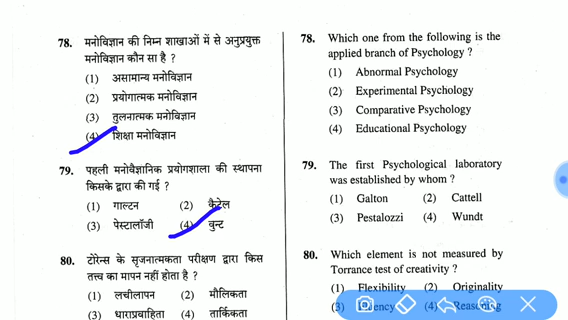 78. मनोविज्ञान की निम्न शाखाओं में से अनुप्रयुक्त
मनोविज्ञान कौन सा है ?
(1) असामान्य मनोविज्ञान
(2) प्रयोगात्मक मनोविज्ञान
(3) तुलनात्मक मनोविज्ञान
(4) शिक्षा मनोविज्ञान
79. पहली मनोवैज्ञानिक प्रयोगशाला की स्थापना
किसके द्वारा की गई ?
(1) गाल्टन (2) कैटेल
(3) पेस्टालॉजी (4) वुन्ट
80. टोरेन्स के सृजनात्मकता परीक्षण द्वारा किस
तत्त्व का मापन नहीं होता है ?
(1) लचीलापन (2) मौलिकता
(3) धाराप्रवाहिता (4) तार्किकता
78. Which one from the following is the
applied branch of Psychology ?
(1) Abnormal Psychology
(2) Experimental Psychology
(3) Comparative Psychology
(4) Educational Psychology
79. The first Psychological laboratory
was established by whom ?
(1) Galton (2) Cattell
(3) Pestalozzi (4) Wundt
80. Which element is not measured by
Torrance test of creativity ?
(1) Flexibility (2) Originality
(3) Fluency (4) Reasoning